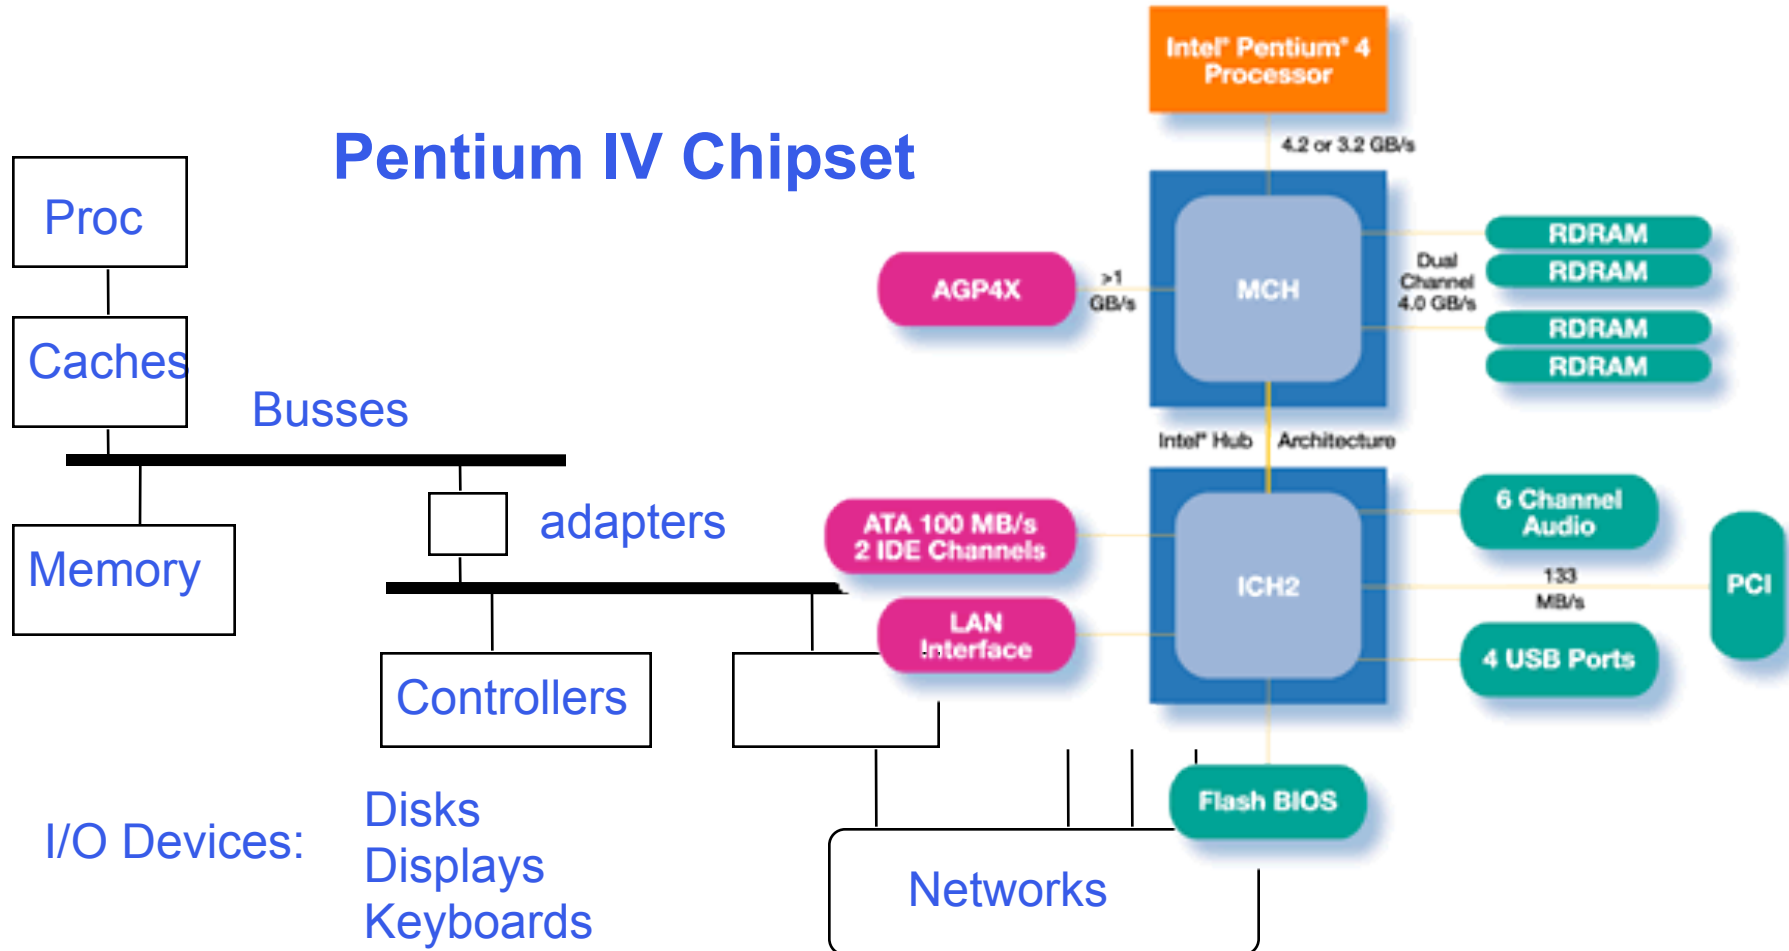 Pentium IV Chipset
Proc
Caches
Busses
Memory
adapters
Controllers
I/O Devices:
Disks
Displays
Keyboards
Networks
Intel® Pentium® 4
Processor
4.2 or 3.2 GB/s
AGP4X
>1
GB/s
MCH
Dual
Channel
4.0 GB/s
RDRAM
RDRAM
RDRAM
RDRAM
Intel® Hub Architecture
ATA 100 MB/s
2 IDE Channels
LAN
Interface
ICH2
6 Channel
Audio
133
MB/s
PCI
4 USB Ports
Flash BIOS